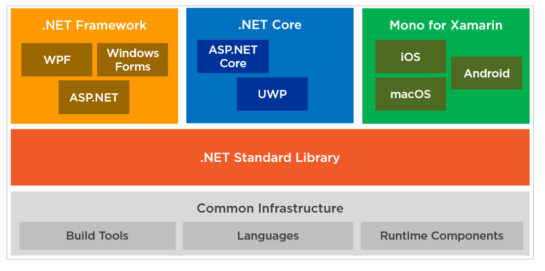 .NET Framework
WPF
Windows
Forms
ASP.NET
.NET Core
ASP.NET
Core
UWP
Mono for Xamarin
iOS
Android
macOS
.NET Standard Library
Common Infrastructure
Build Tools
Languages
Runtime Components